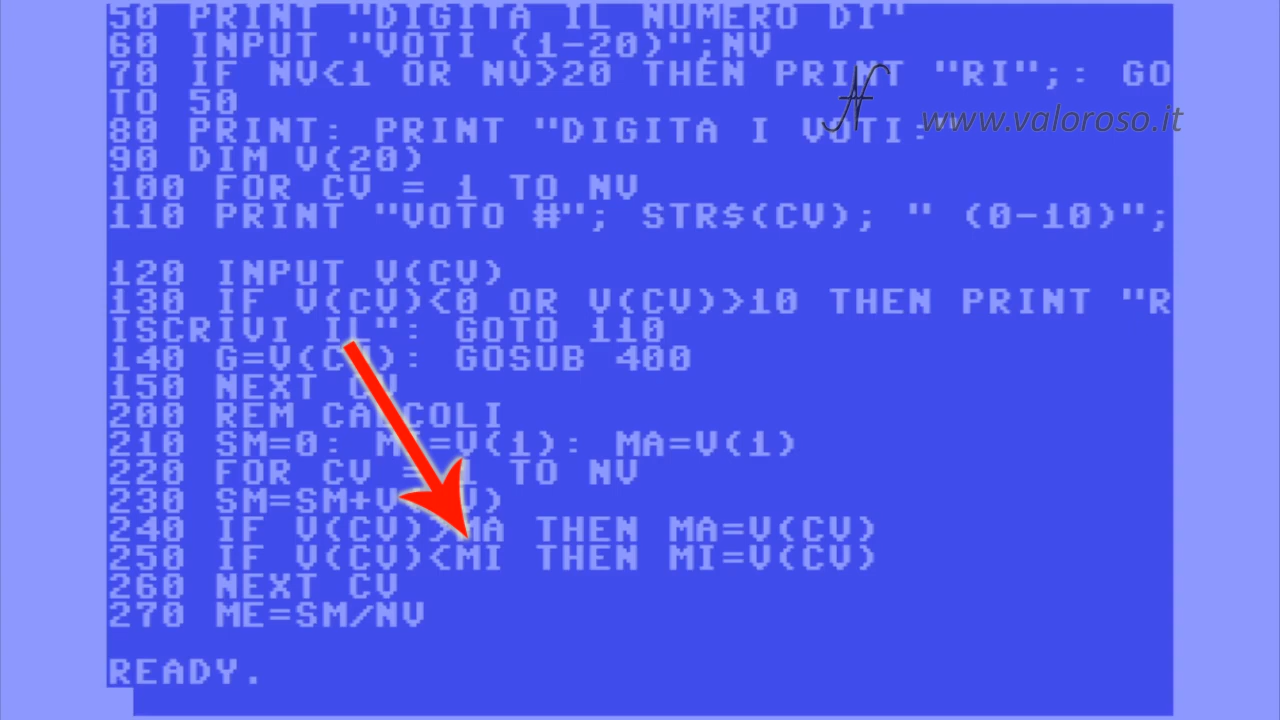 50 PRINT "DIGITA IL NUMERO DI"
60 INPUT "VOTI (1-20)";NV
70 IF NV<1 OR NV>20 THEN PRINT "RI";: GO
TO 50
80 PRINT: PRINT "DIGITA I VOTI:"
www.valoroso.it
90 DIM V(20)
100 FOR CV = 1 TO NV
110 PRINT "VOTO #"; STR$(CV); " (0-10)";
120 INPUT V(CV)
130 IF V(CV)<0 OR V(CV)>10 THEN PRINT "R
ISCRIVI IL": GOTO 110
140 G=V(CV): GOSUB 400
150 NEXT CV
200 REM CALCOLI
210 SM=0: MI=V(1): MA=V(1)
220 FOR CV = 1 TO NV
230 SM=SM+V(CV)
240 IF V(CV)>MA THEN MA=V(CV)
250 IF V(CV)<MI THEN MI=V(CV)
260 NEXT CV
270 ME=SM/NV
READY.